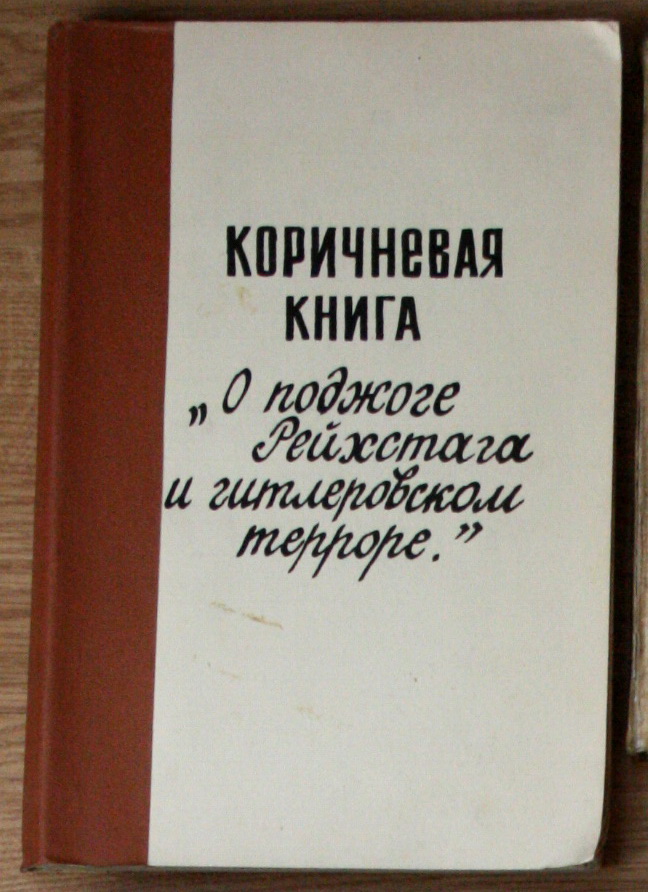 КОРИЧНЕВАЯ
КНИГА
„О поджоге
Рейхстага
и гитлеровском
терроре.”